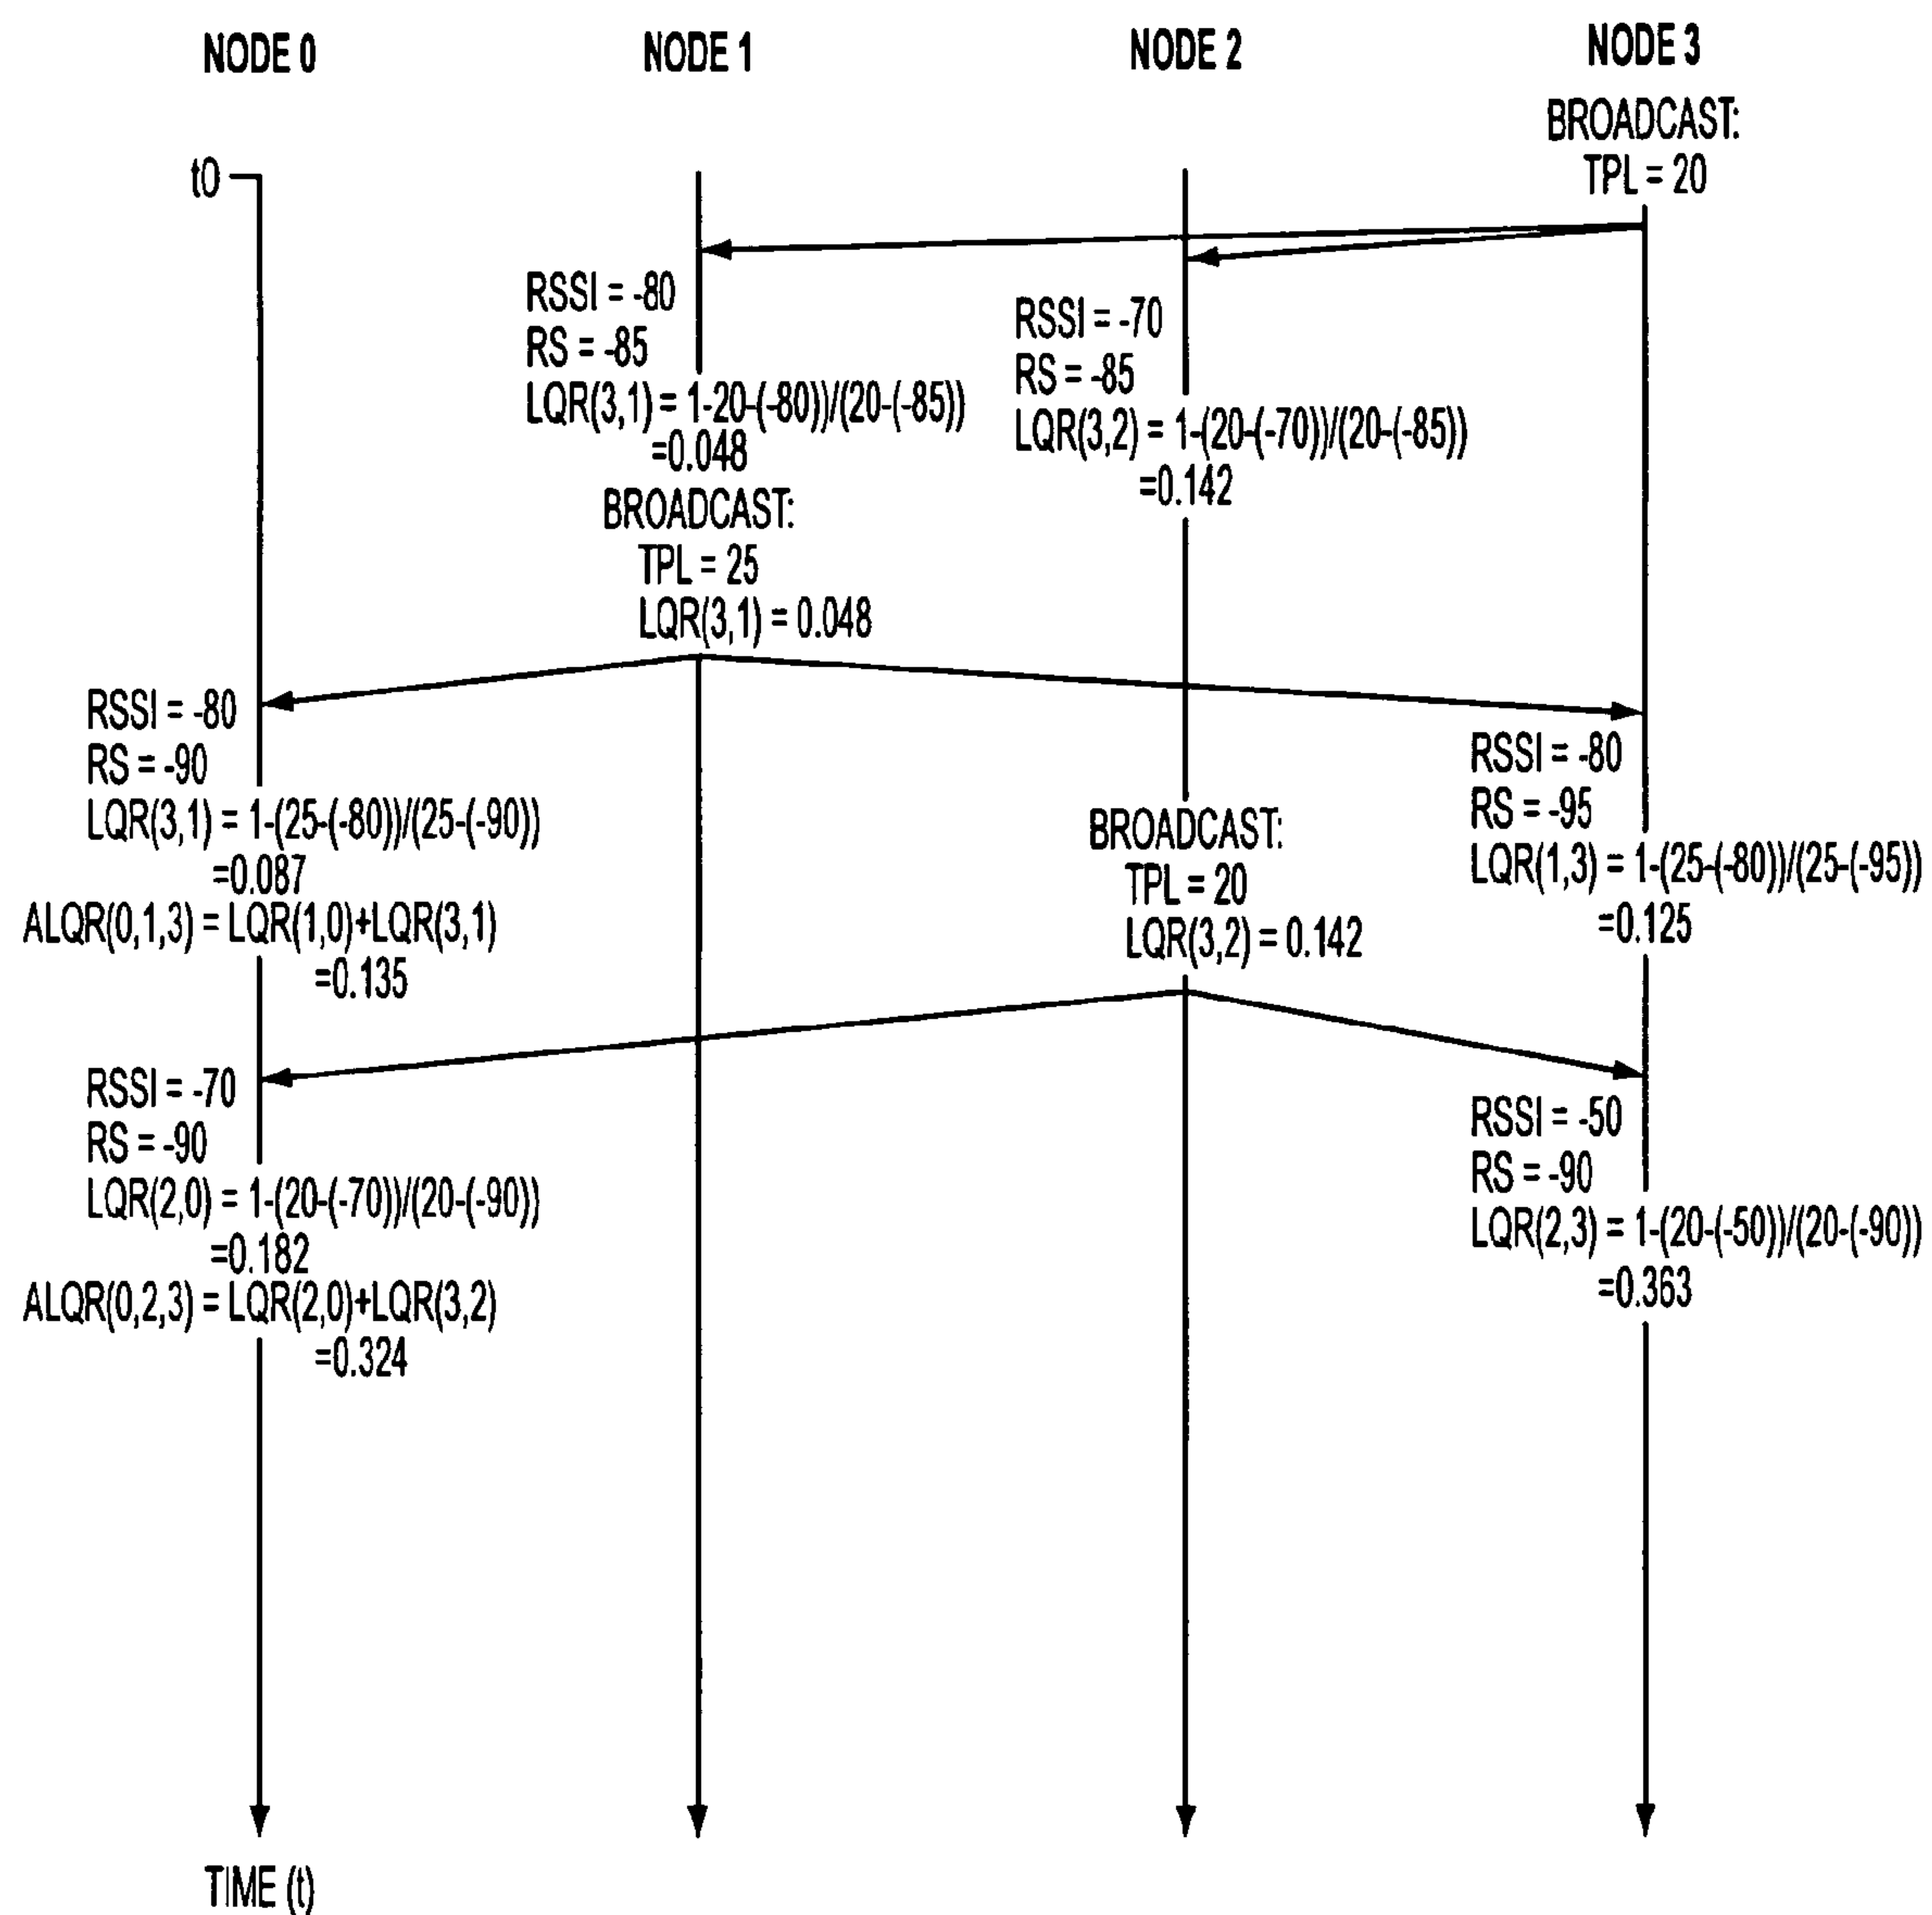 NODE 0
NODE 1
NODE 2
NODE 3
BROADCAST:
TPL = 20
t0
RSSI = -80
RS = -85
LQR(3,1) = 1-20-(-80))/(20-(-85))
=0.048
BROADCAST:
TPL = 25
LQR(3,1) = 0.048
RSSI = -70
RS = -85
LQR(3,2) = 1-(20-(-70))/(20-(-85))
=0.142
RSSI = -80
RS = -90
LQR(3,1) = 1-(25-(-80))/(25-(-90))
=0.087
ALQR(0,1,3) = LQR(1,0)+LQR(3,1)
=0.135
BROADCAST:
TPL = 20
LQR(3,2) = 0.142
RSSI = -80
RS = -95
LQR(1,3) = 1-(25-(-80))/(25-(-95))
=0.125
RSSI = -70
RS = -90
LQR(2,0) = 1-(20-(-70))/(20-(-90))
=0.182
ALQR(0,2,3) = LQR(2,0)+LQR(3,2)
=0.324
RSSI = -50
RS = -90
LQR(2,3) = 1-(20-(-50))/(20-(-90))
=0.363
TIME (t)